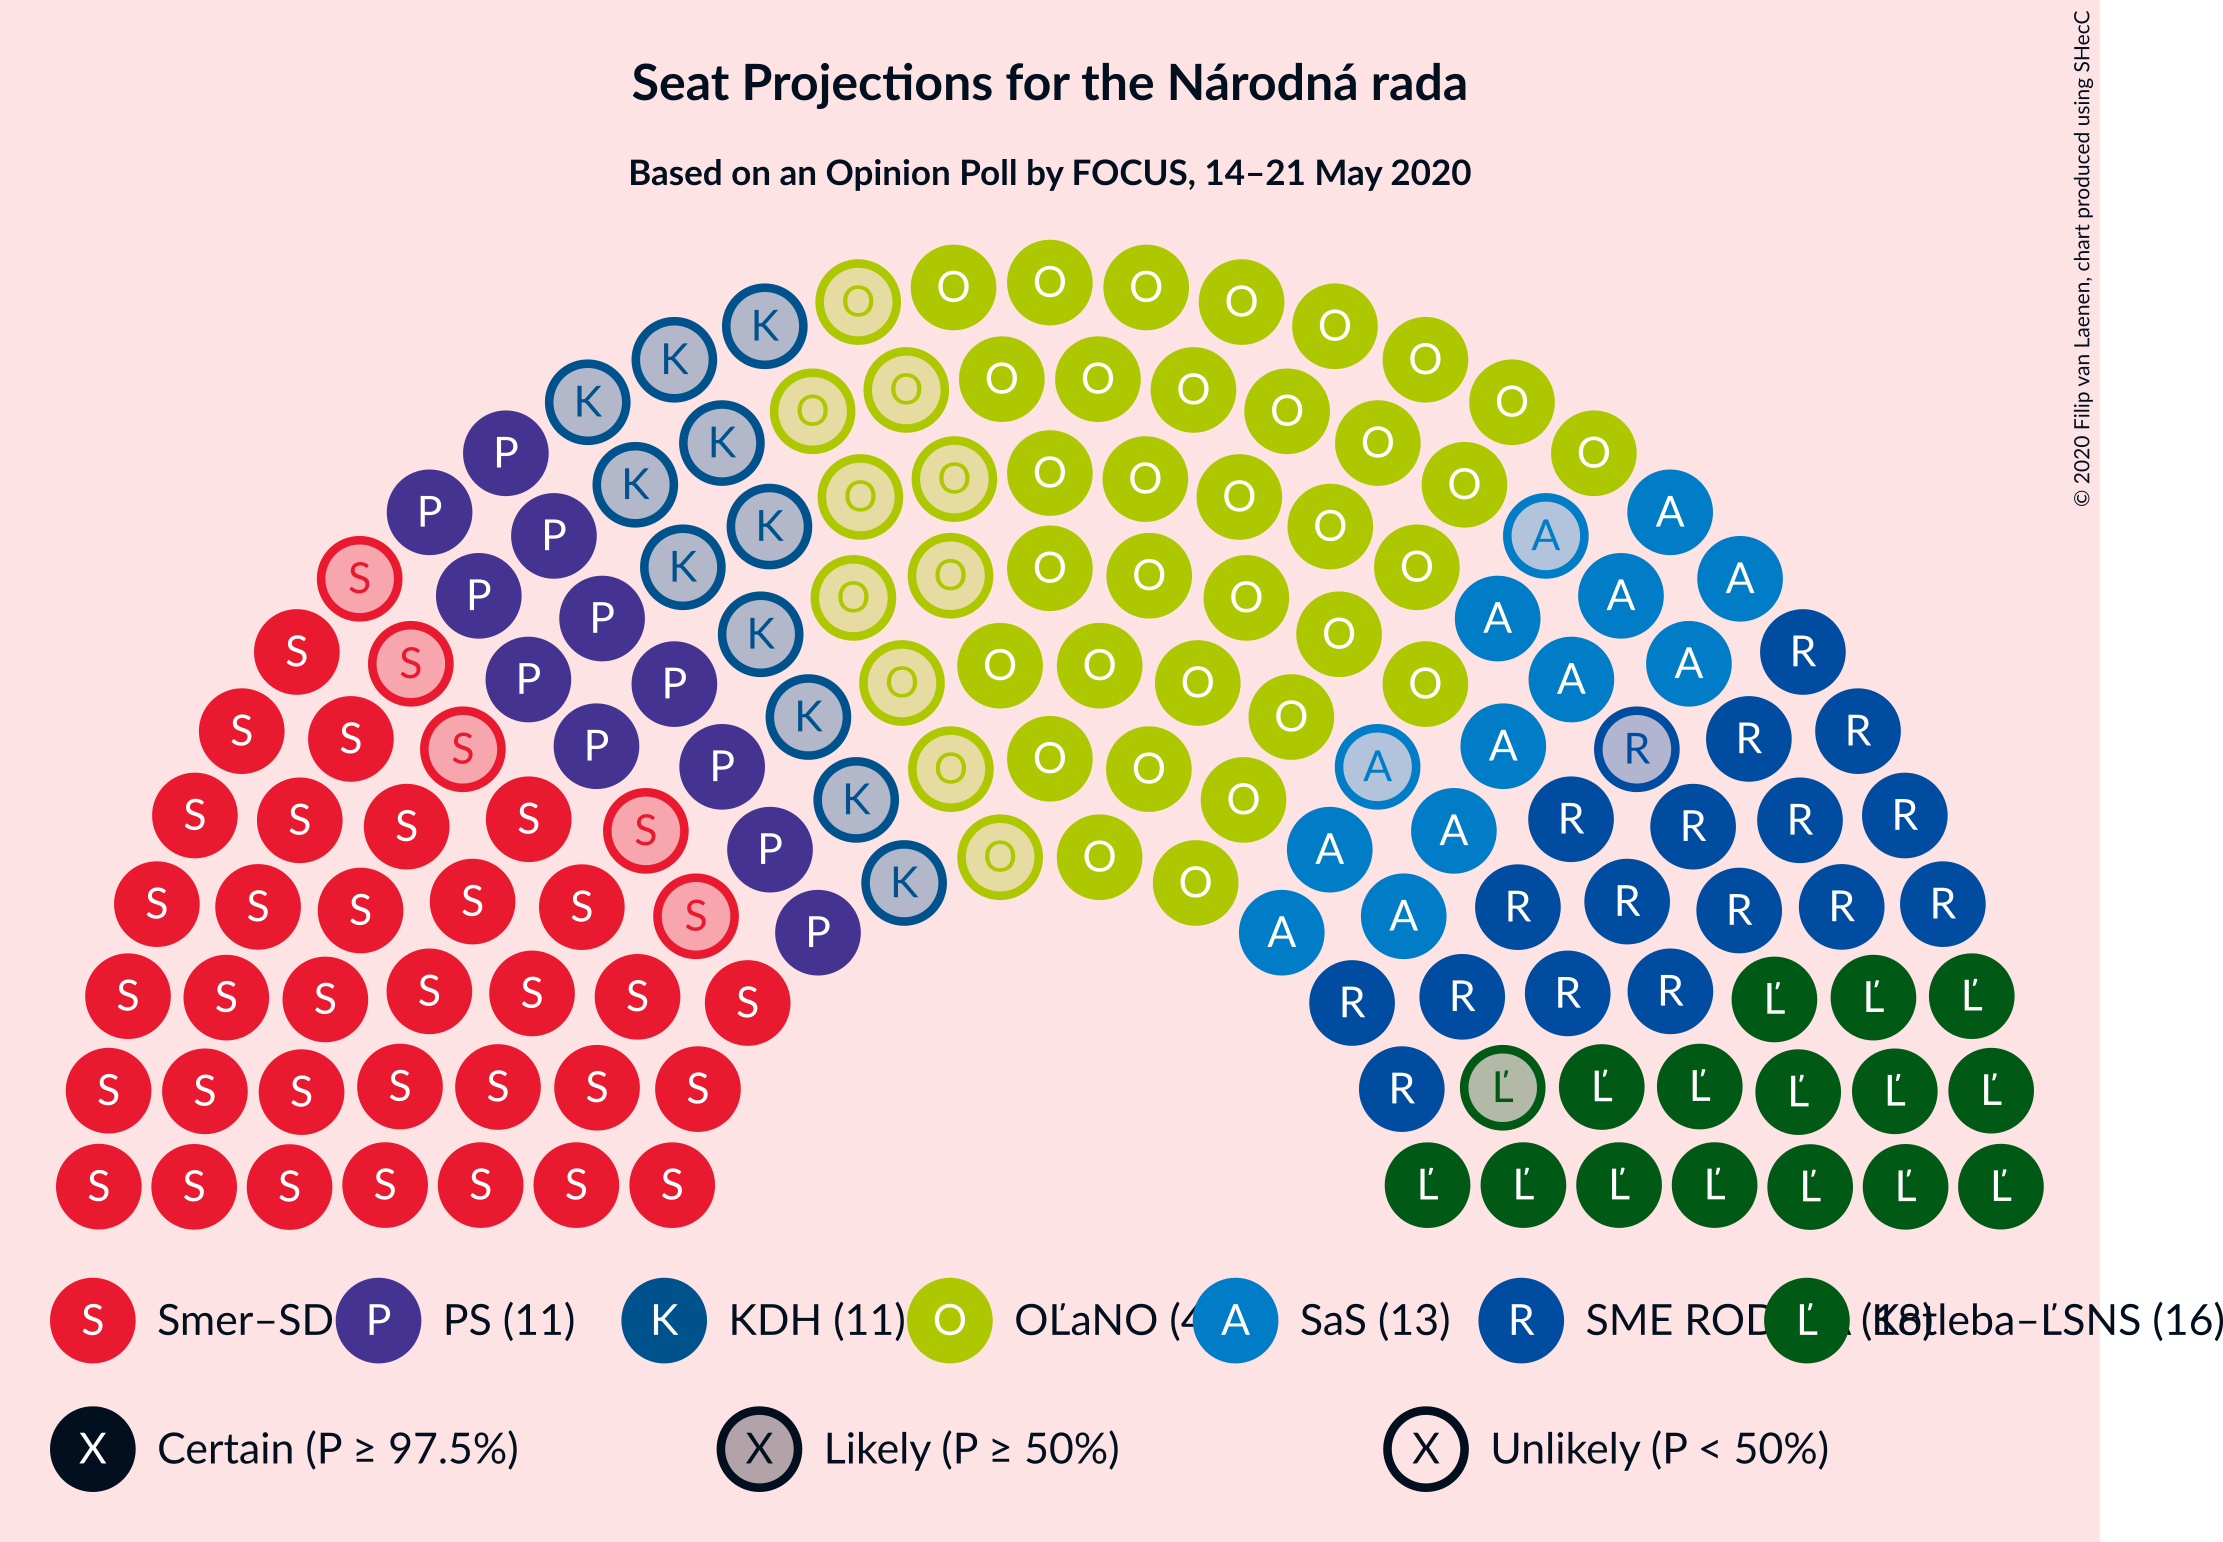 Seat Projections for the Národná rada
Based on an Opinion Poll by FOCUS, 14–21 May 2020
© 2020 Filip van Laenen, chart produced using SHecC
O O O O O O O O O
K K K O O O O O O O O
P P P K K K K O O O O O O O A A
S P P P K K O O O O O O O A A A
S S P P K O O O O O O A A A R
S S S P P K O O O O A A R R R
S S S S S P K O O O A A R R R R
S S S S S S P A A R R R R R
S S S S S S S R R R R Ľ Ľ Ľ
S S S S S S S R Ľ Ľ Ľ Ľ Ľ Ľ
S S S S S S S Ľ Ľ Ľ Ľ Ľ Ľ Ľ
S Smer–SD P PS (11) K KDH (11) O OĽaNO A SaS (13) R SME Ľ (18) Kotleba–ĽSNS (16)
X Certain (P ≥ 97.5%) X Likely (P ≥ 50%) X Unlikely (P < 50%)